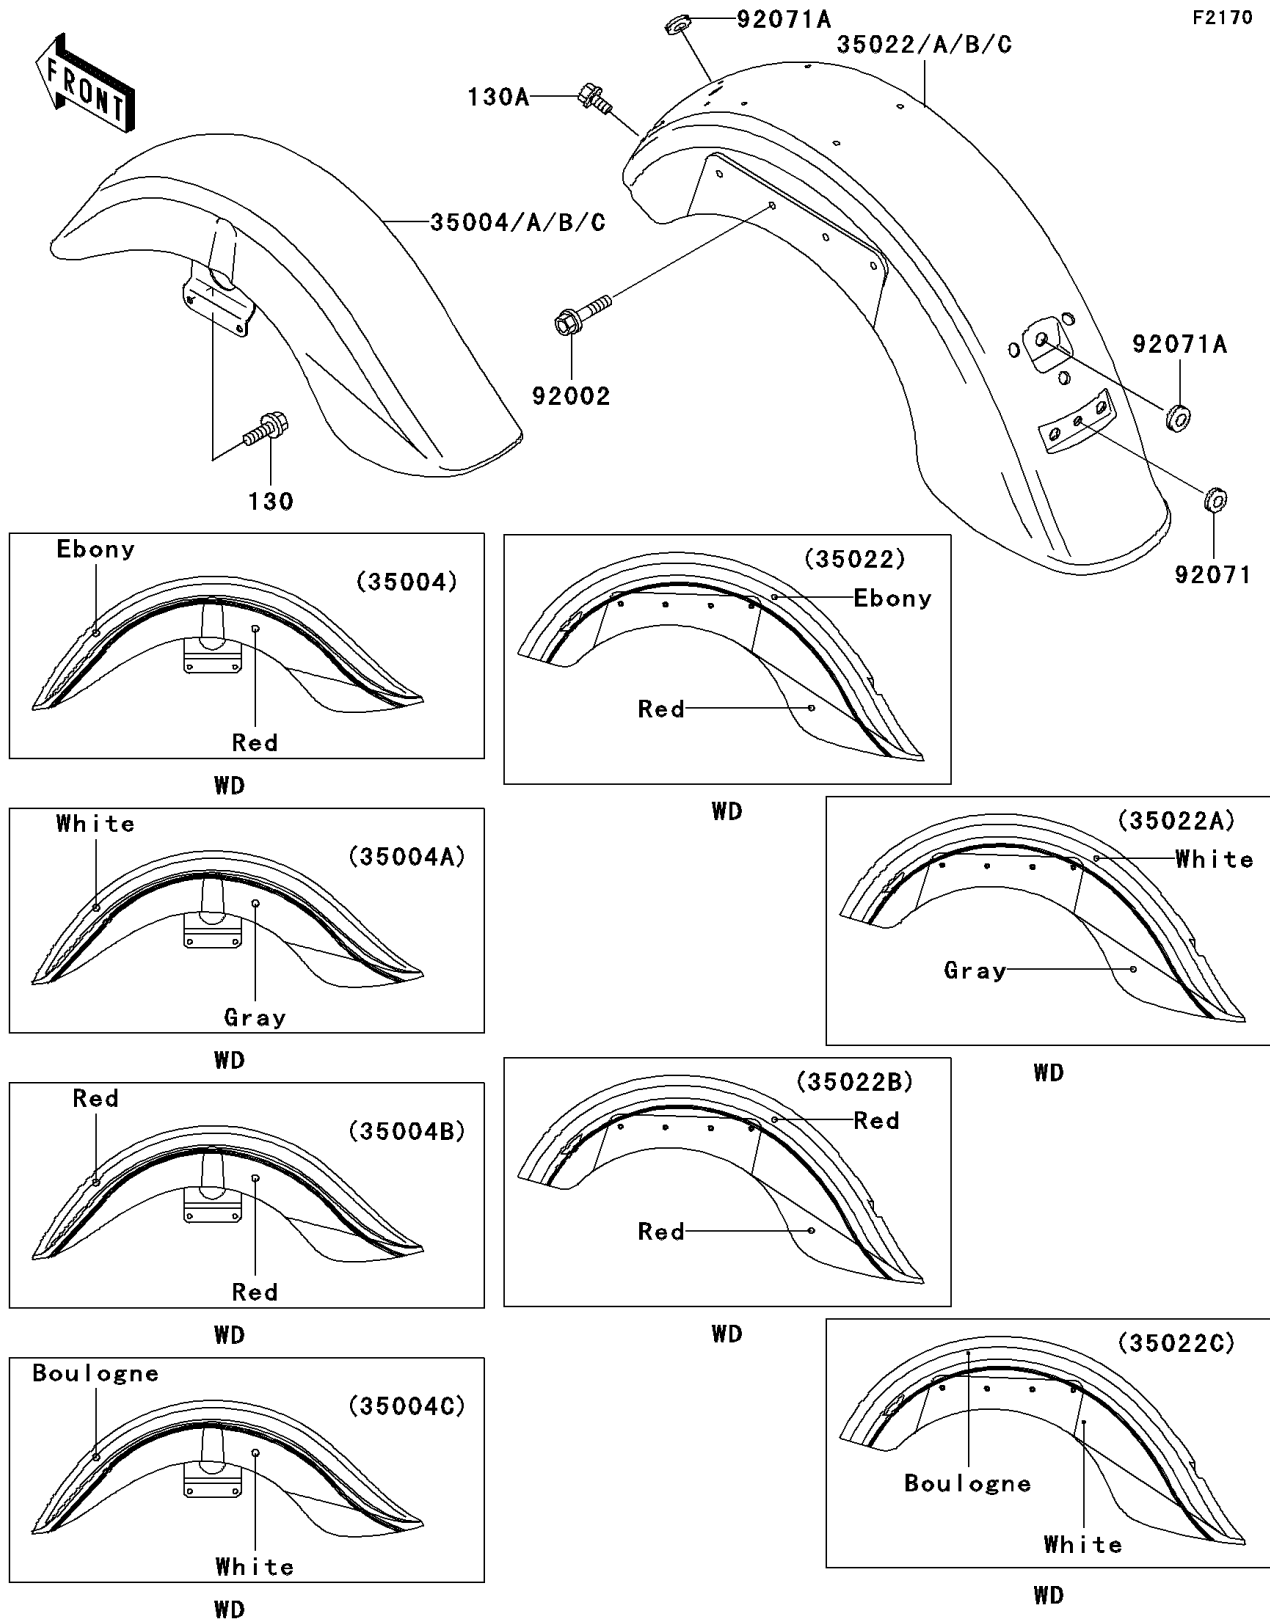 F2170
92071A
35022/A/B/C
FRONT
130A
35004/A/B/C
92071A
92002
130
92071
Ebony
(35004)
Red
WD
(35022)
Ebony
Red
WD
White
(35004A)
Gray
WD
(35022A)
White
Gray
WD
Red
(35004B)
Red
WD
(35022B)
Red
Red
WD
Boulogne
(35004C)
White
WD
(35022C)
Boulogne
White
WD